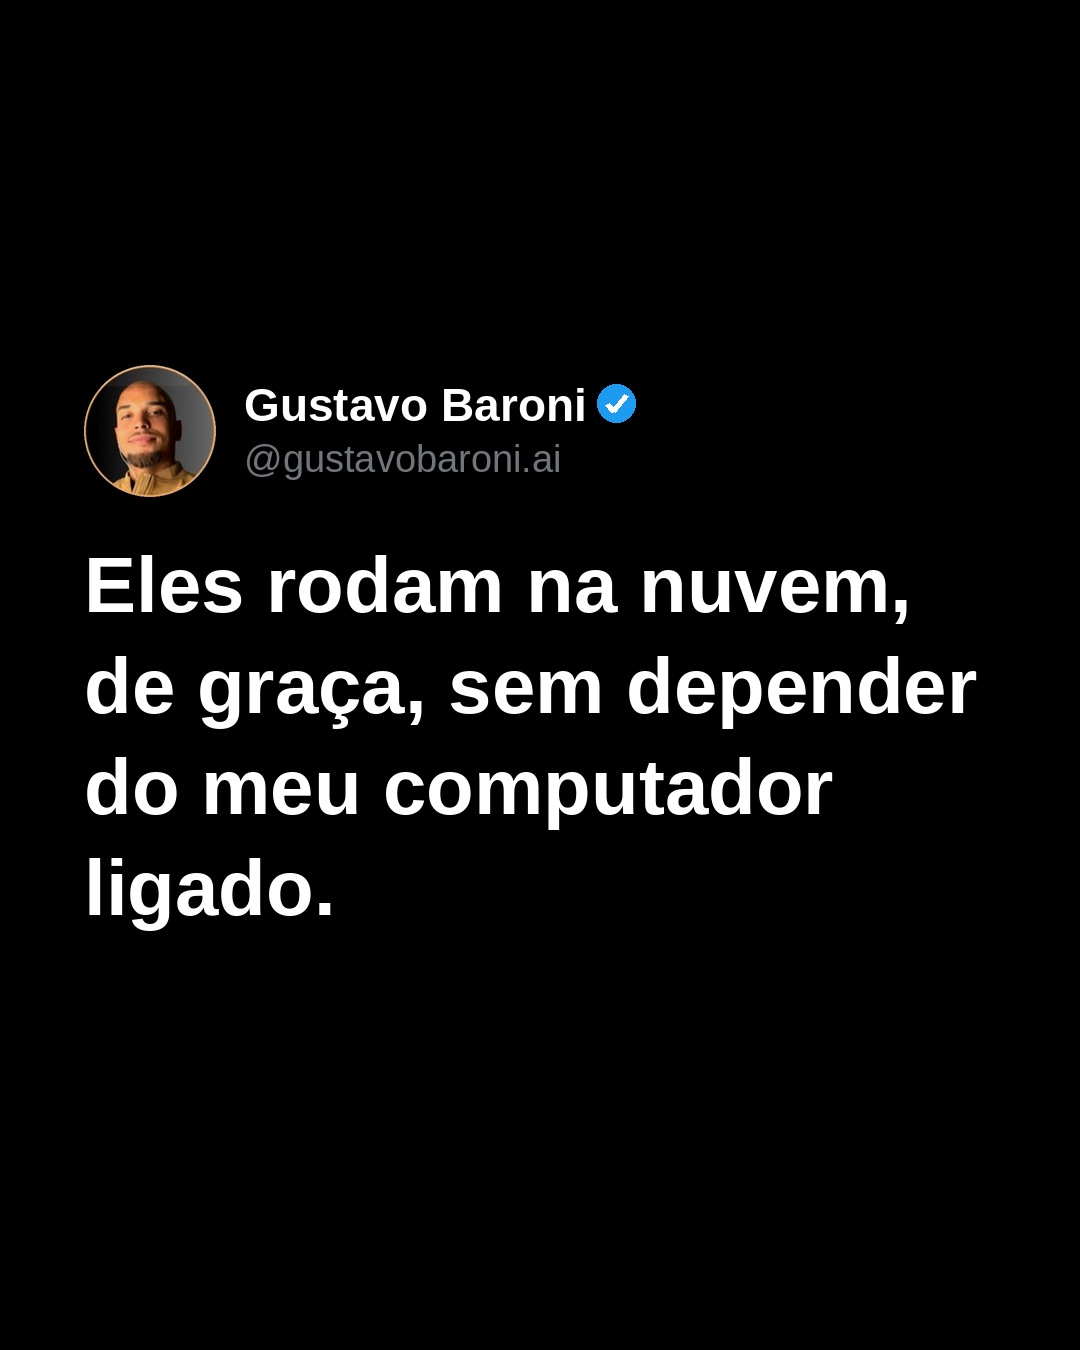 Gustavo Baroni
@gustavobaroni.ai
Eles rodam na nuvem,
de graça, sem depender
do meu computador
ligado.